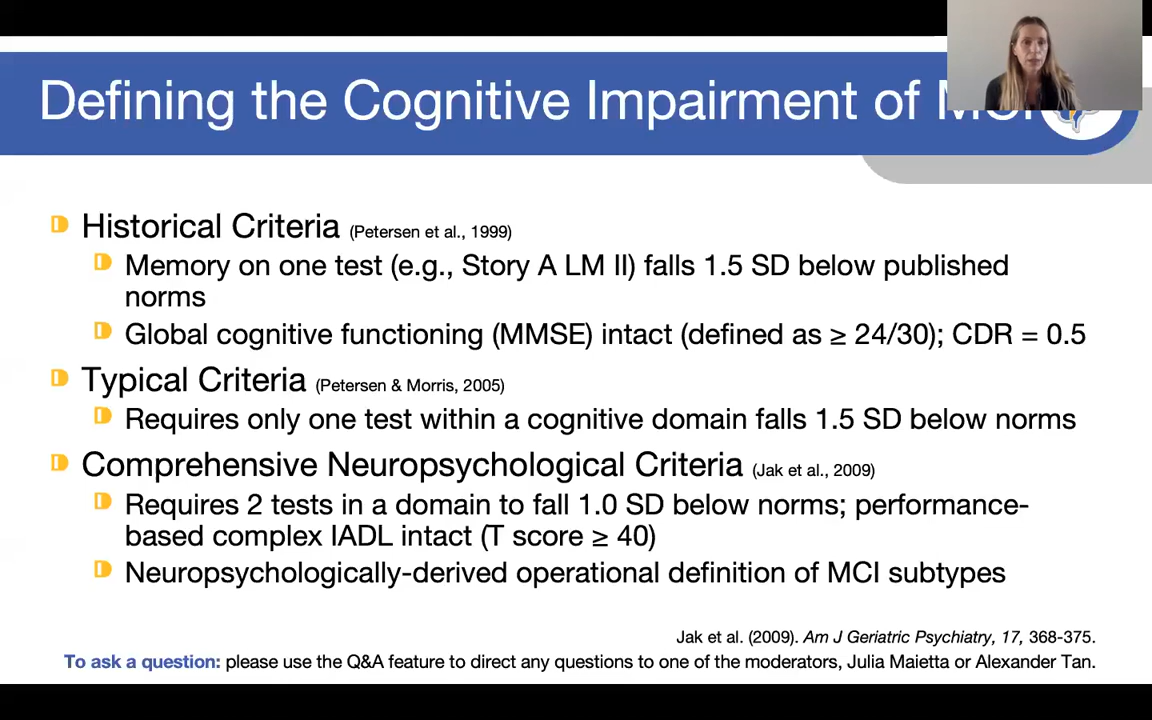 Defining the Cognitive Impairment of MCI
Historical Criteria (Petersen et al., 1999)
Memory on one test (e.g., Story A LM II) falls 1.5 SD below published
norms
Global cognitive functioning (MMSE) intact (defined as ≥ 24/30); CDR = 0.5
Typical Criteria (Petersen & Morris, 2005)
Requires only one test within a cognitive domain falls 1.5 SD below norms
Comprehensive Neuropsychological Criteria (Jak et al., 2009)
Requires 2 tests in a domain to fall 1.0 SD below norms; performance-
based complex IADL intact (T score ≥ 40)
Neuropsychologically-derived operational definition of MCI subtypes
Jak et al. (2009). Am J Geriatric Psychiatry, 17, 368-375.
To ask a question: please use the Q&A feature to direct any questions to one of the moderators, Julia Maietta or Alexander Tan.